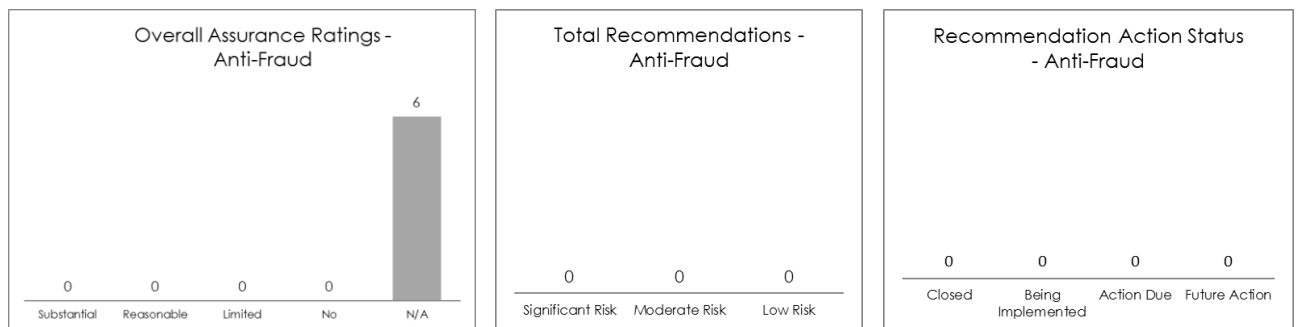 Overall Assurance Ratings -
Anti-Fraud
6
0 0 0 0
Substantial Reasonable Limited No N/A
Total Recommendations -
Anti-Fraud
0 0 0
Significant Risk Moderate Risk Low Risk
Recommendation Action Status
- Anti-Fraud
0 0 0 0
Closed Being Action Due Future Action
Implemented